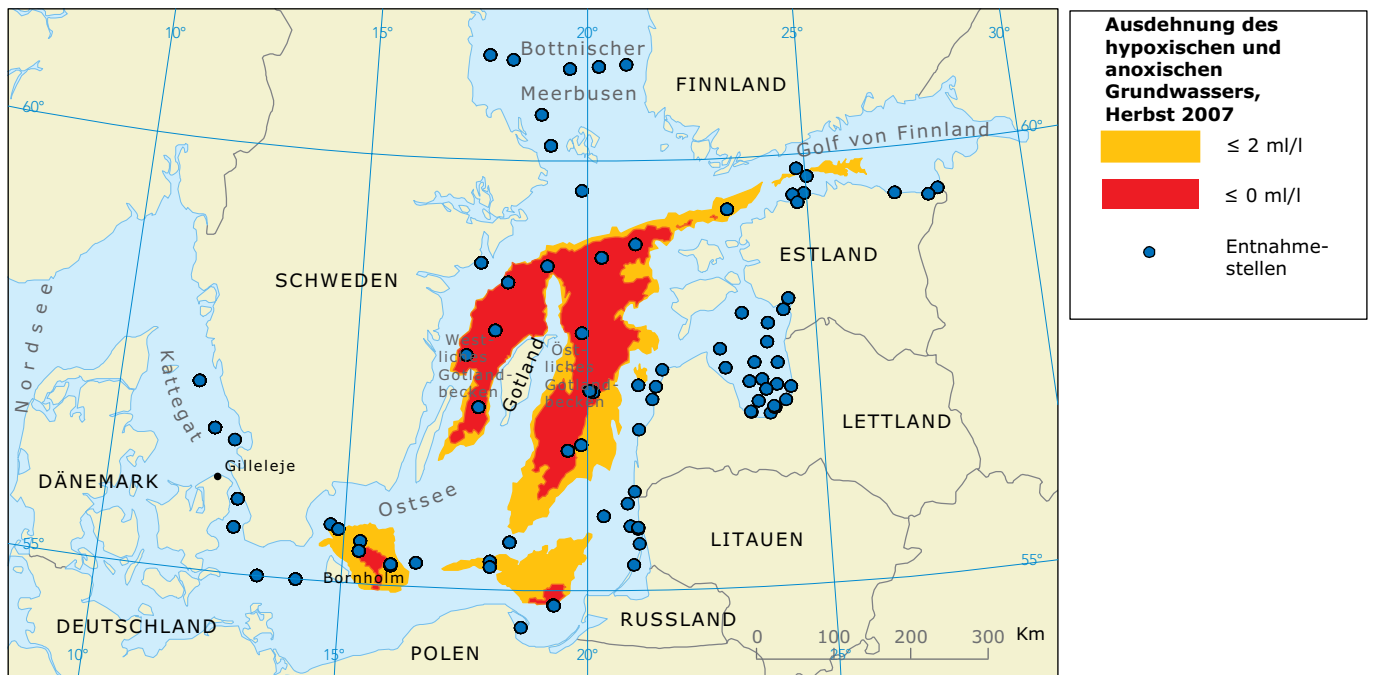 10°
15°
20°
25°
30°
Bottnischer
Meerbusen
FINNLAND
60°
60°
Golf von Finnland
ESTLAND
SCHWEDEN
Nordsee
Kattegat
West-
liches
Gotland-
becken
Gotland
Öst-
liches
Gotland-
becken
LETTLAND
Gilleleje
DÄNEMARK
Ostsee
LITAUEN
55°
55°
Bornholm
DEUTSCHLAND
RUSSLAND
POLEN
10°
15°
20°
25°
0 100 200 300 Km
Ausdehnung des
hypoxischen und
anoxischen
Grundwassers,
Herbst 2007
≤ 2 ml/l
≤ 0 ml/l
Entnahme-
stellen